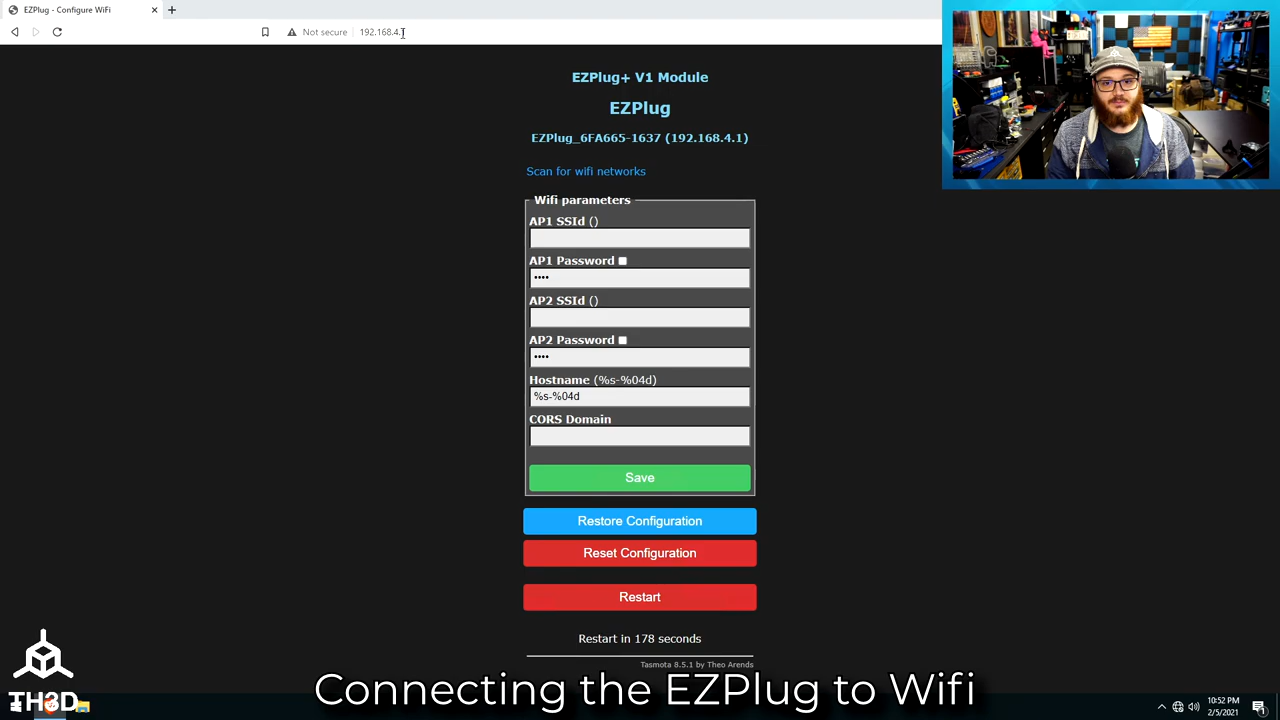 EZPlug - Configure WiFi
Not secure
192.168.4.1
EZPlug+ V1 Module
EZPlug
EZPlug_6FA665-1637 (192.168.4.1)
Scan for wifi networks
Wifi parameters
AP1 SSId ()
AP1 Password
••••
AP2 SSId ()
AP2 Password
••••
Hostname (%s-%04d)
%s-%04d
CORS Domain
Save
Restore Configuration
Reset Configuration
Restart
Restart in 178 seconds
Tasmota 8.5.1 by Theo Arends
Connecting the EZPlug to Wifi
TH3D
10:52 PM
2/5/2021